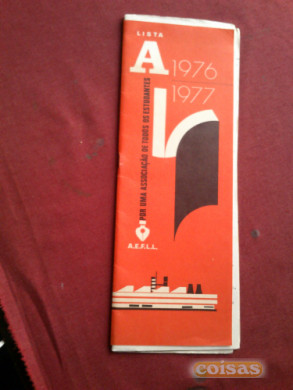 LISTA
A
1976
1977
POR UMA ASSOCIAÇÃO DE TODOS OS ESTUDANTES
A.E.F.L.L.
coisas